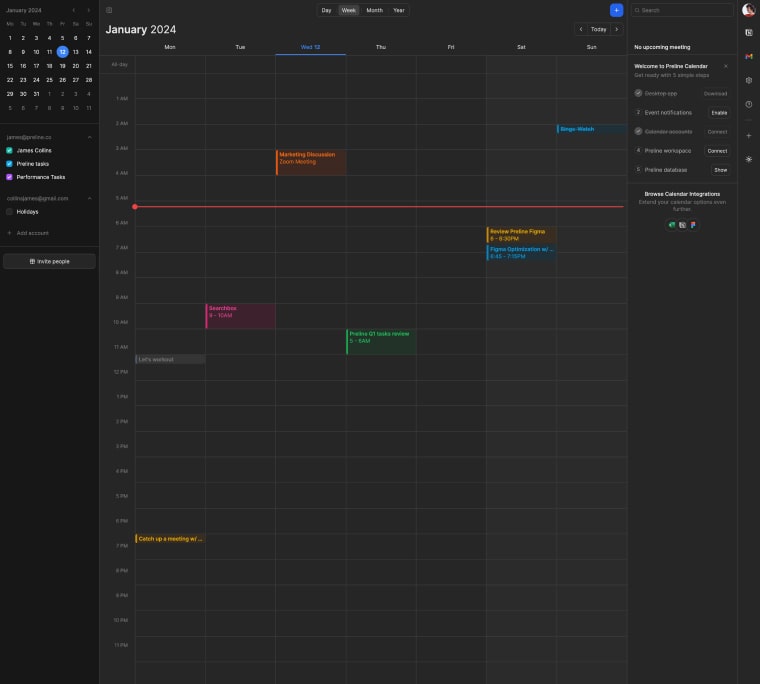 January 2024
Mo Tu We Th Fr Sa Su
1 2 3 4 5 6 7
8 9 10 11 12 13 14
15 16 17 18 19 20 21
22 23 24 25 26 27 28
29 30 31 1 2 3 4
5 6 7 8 9 10 11
james@preline.co
James Collins
Preline tasks
Performance Tasks
collinsjames@gmail.com
Holidays
Add account
Invite people
Day Week Month Year
January 2024
Today
Mon Tue Wed 12 Thu Fri Sat Sun
All-day
1 AM
2 AM
Binge-Watch
3 AM
Marketing Discussion
Zoom Meeting
4 AM
5 AM
6 AM
Review Preline Figma
6 - 6:30PM
7 AM
Figma Optimization w/ ...
6:45 - 7:15PM
8 AM
9 AM
Searchbox
9 - 10AM
10 AM
Preline Q1 tasks review
5 - 6AM
11 AM
Let's workout
12 PM
1 PM
2 PM
3 PM
4 PM
5 PM
6 PM
Catch up a meeting w/ ...
7 PM
8 PM
9 PM
10 PM
11 PM
Search
No upcoming meeting
Welcome to Preline Calendar
Get ready with 5 simple steps
Desktop app Download
2 Event notifications Enable
Calendar accounts Connect
4 Preline workspace Connect
5 Preline database Show
Browse Calendar Integrations
Extend your calendar options even
further